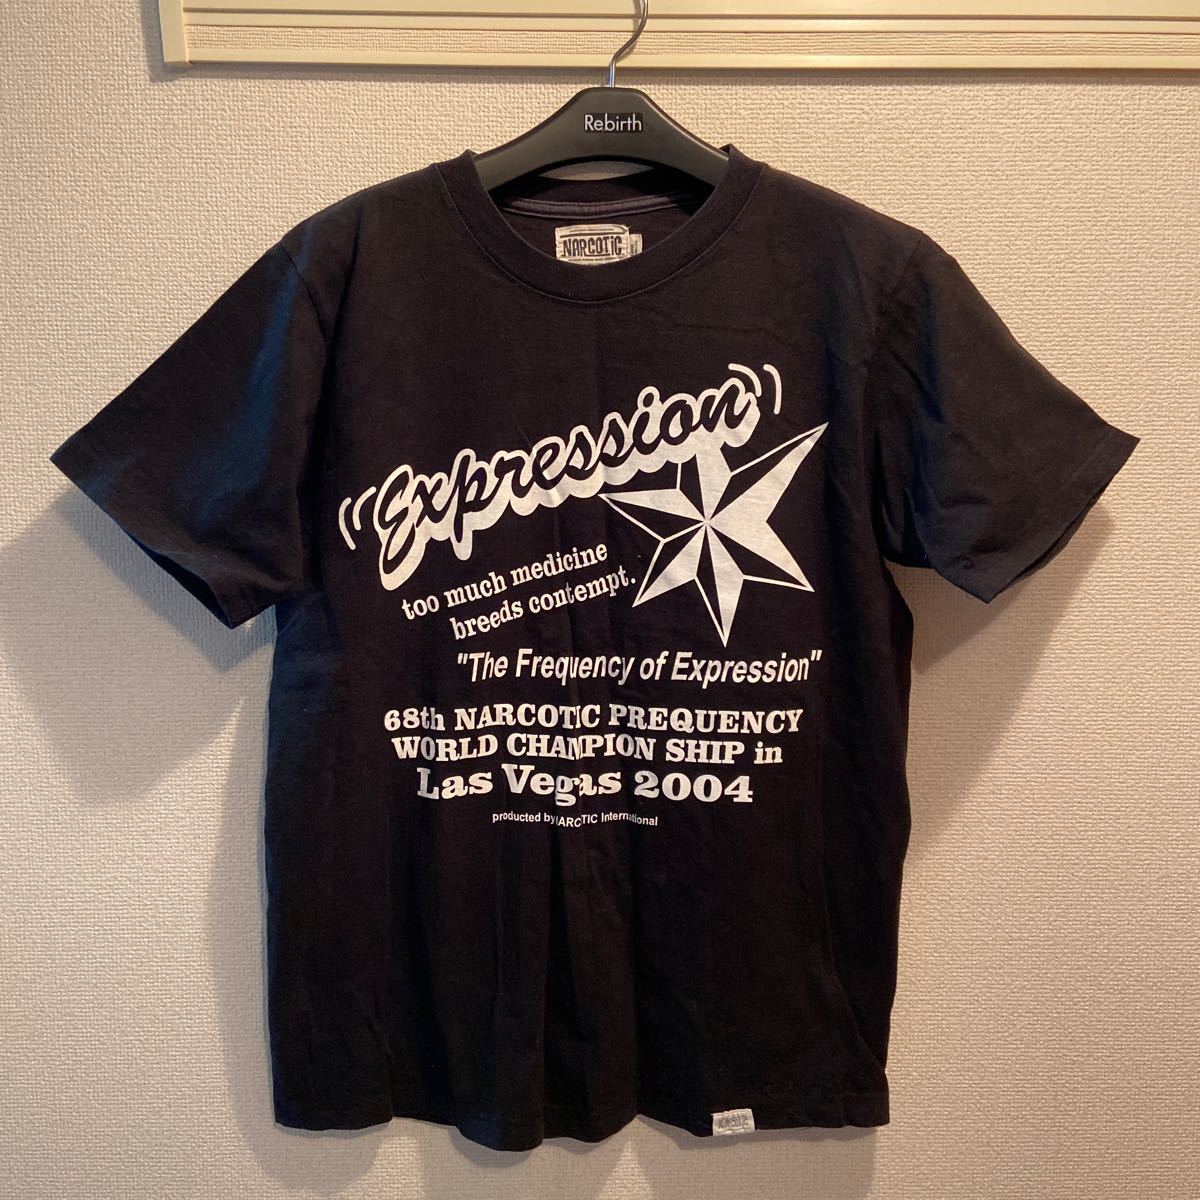 Rebirth
NARCOTIC
"Expression"
too much medicine
breeds contempt.
"The Frequency of Expression"
68th NARCOTIC PREQUENCY
WORLD CHAMPION SHIP in
Las Vegas 2004
producted by NARCOTIC International
NARCOTIC